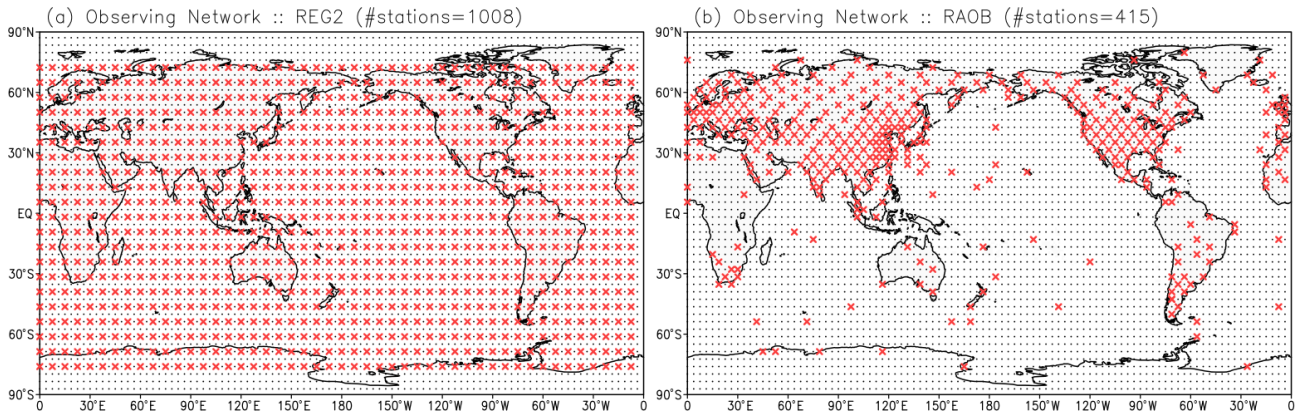 (a) Observing Network :: REG2 (#stations=1008)
90°N
60°N
30°N
EQ
30°S
60°S
90°S
0 30°E 60°E 90°E 120°E 150°E 180 150°W 120°W 90°W 60°W 30°W 0
(b) Observing Network :: RAOB (#stations=415)
90°N
60°N
30°N
EQ
30°S
60°S
90°S
0 30°E 60°E 90°E 120°E 150°E 180 150°W 120°W 90°W 60°W 30°W 0